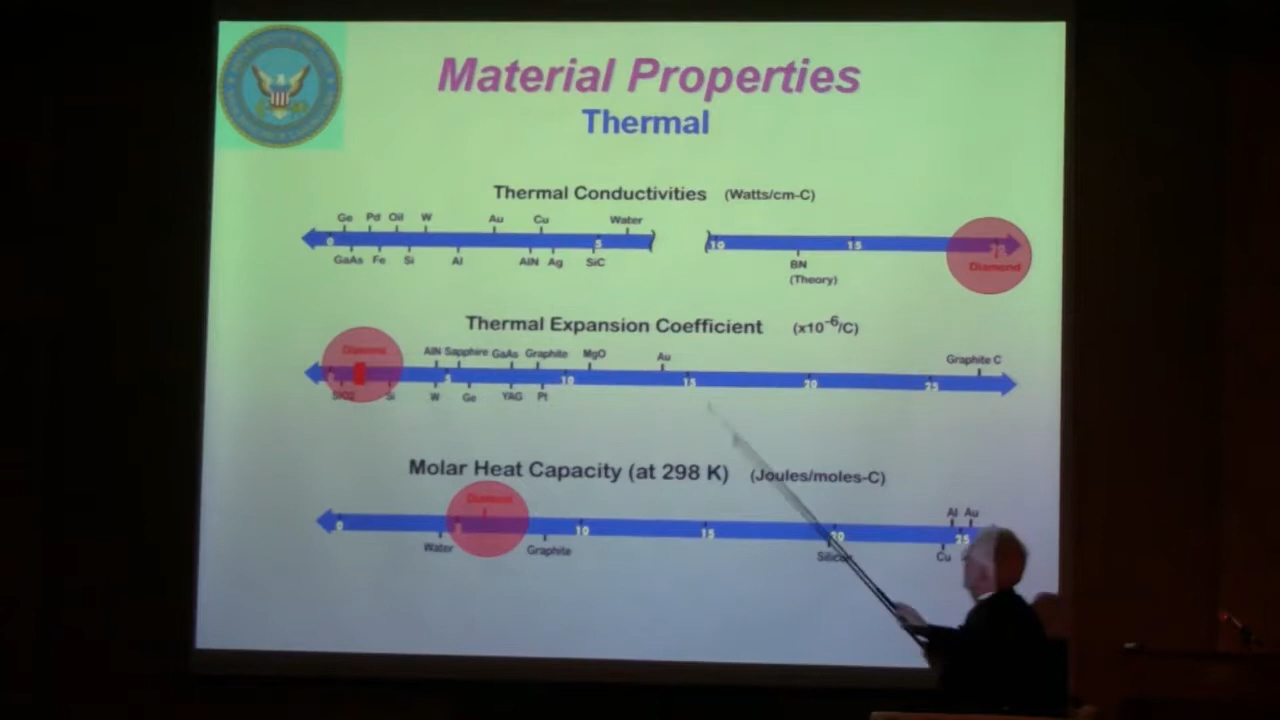 Material Properties
Thermal
Thermal Conductivities (Watts/cm-C)
Ge Pd Oil W Au Cu Water
0 5 10 15 20
GaAs Fe Si Al AlN Ag SiC BN Diamond
(Theory)
Thermal Expansion Coefficient (x10-6/C)
Diamond AlN Sapphire GaAs Graphite MgO Au Graphite C
5 10 15 20 25
Si W Ge YAG Pt
Molar Heat Capacity (at 298 K) (Joules/moles-C)
Diamond Al Au
0 10 15 20 25
Water Graphite Silicon Cu